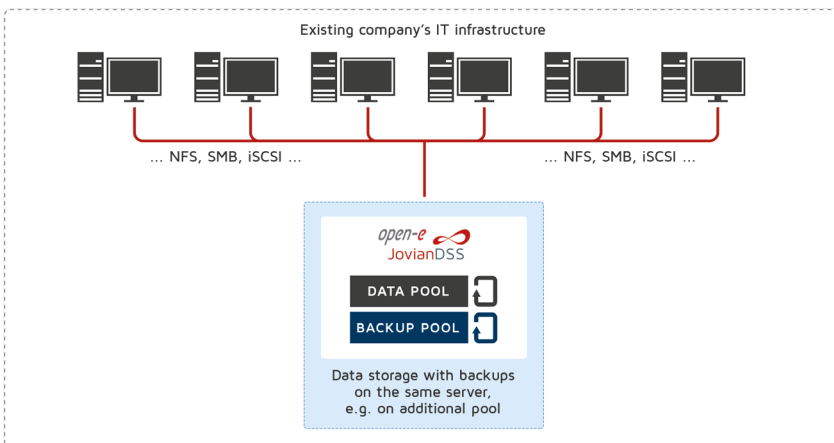 Existing company's IT infrastructure
... NFS, SMB, iSCSI ...
... NFS, SMB, iSCSI ...
open-e
JovianDSS
DATA POOL
BACKUP POOL
Data storage with backups
on the same server,
e.g. on additional pool